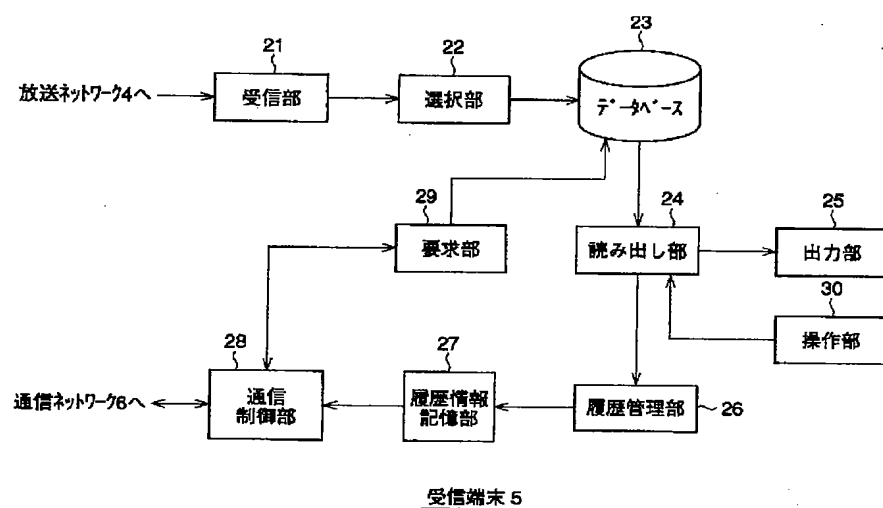 21
22
23
放送ネットワーク4へ
受信部
選択部
データベース
29
24
25
要求部
読み出し部
出力部
30
操作部
28
27
通信ネットワーク6へ
通信
制御部
履歴情報
記憶部
履歴管理部
26
受信端末 5